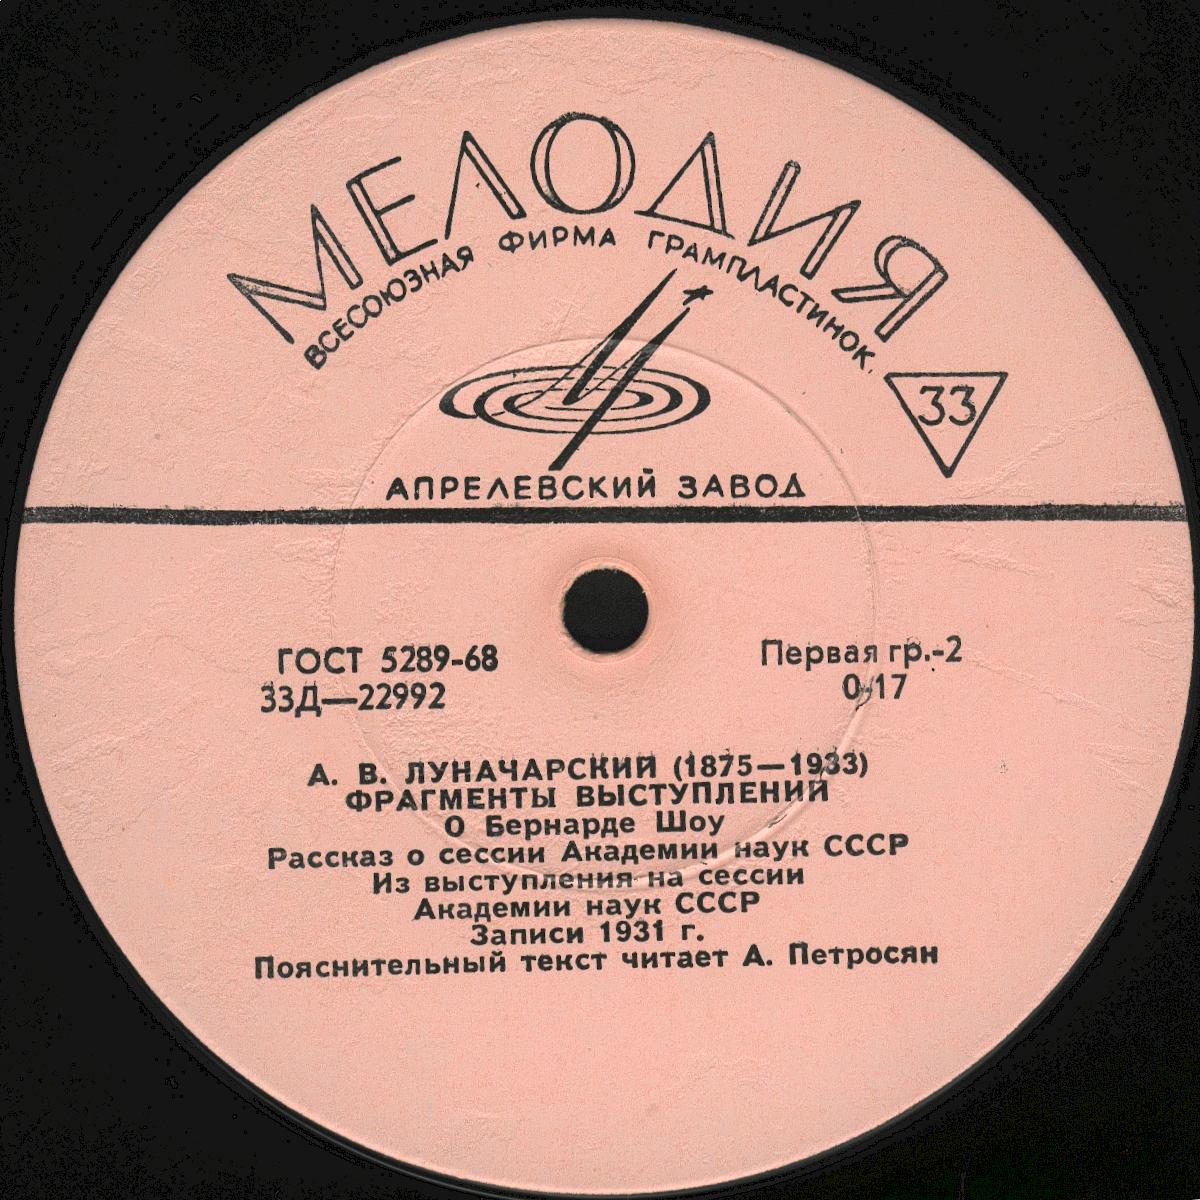 МЕЛОДИЯ
ВСЕСОЮЗНАЯ ФИРМА ГРАМПЛАСТИНОК
33
АПРЕЛЕВСКИЙ ЗАВОД
ГОСТ 5289-68
Первая гр.-2
33Д—22992
0-17
А. В. ЛУНАЧАРСКИЙ (1875—1933)
ФРАГМЕНТЫ ВЫСТУПЛЕНИЙ
О Бернарде Шоу
Рассказ о сессии Академии наук СССР
Из выступления на сессии
Академии наук СССР
Записи 1931 г.
Пояснительный текст читает А. Петросян